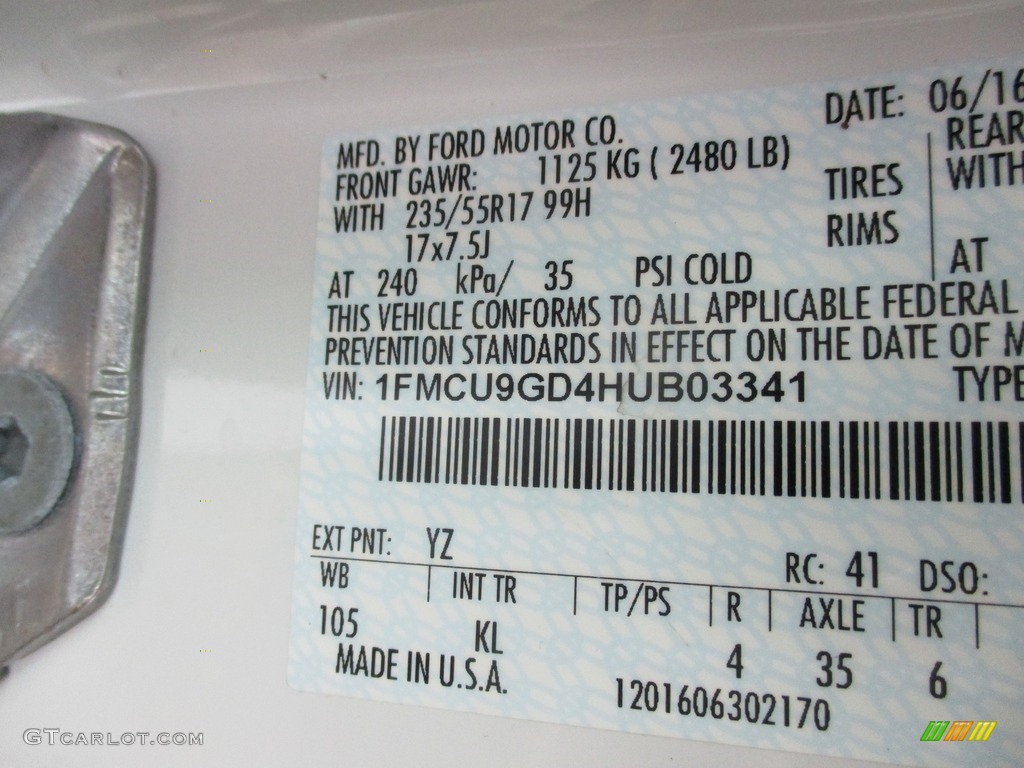 DATE: 06/16
MFD. BY FORD MOTOR CO.
FRONT GAWR: 1125 KG ( 2480 LB)
REAR
WITH 235/55R17 99H TIRES WITH
17x7.5J RIMS
AT 240 kPa/ 35 PSI COLD AT
THIS VEHICLE CONFORMS TO ALL APPLICABLE FEDERAL
PREVENTION STANDARDS IN EFFECT ON THE DATE OF M
VIN: 1FMCU9GD4HUB03341 TYPE
EXT PNT: YZ RC: 41 DSO:
WB INT TR TP/PS R AXLE TR
105 KL 4 35 6
MADE IN U.S.A. 1201606302170
GTCARLOT.COM